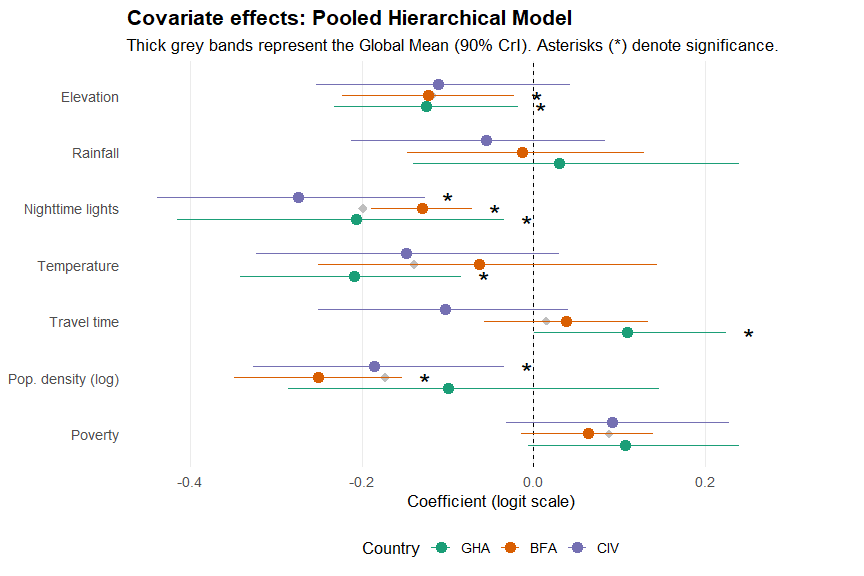 Covariate effects: Pooled Hierarchical Model
Thick grey bands represent the Global Mean (90% CrI). Asterisks (*) denote significance.
Elevation
*
*
Rainfall
Nighttime lights
*
*
*
Temperature
*
Travel time
*
Pop. density (log)
*
*
Poverty
-0.4 -0.2 0.0 0.2
Coefficient (logit scale)
Country GHA BFA CIV